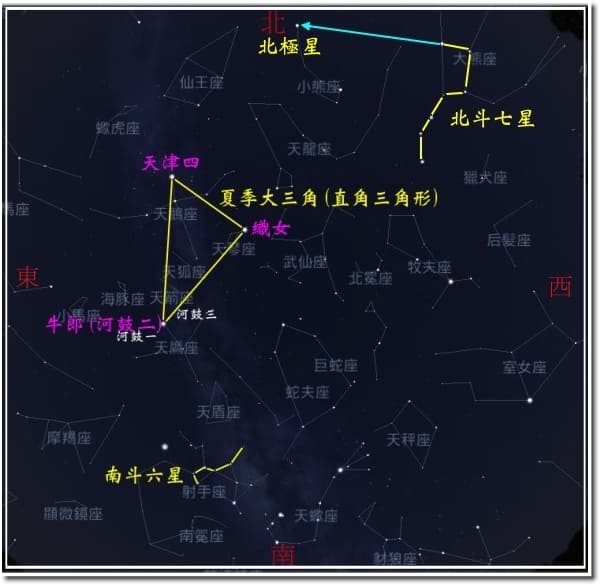 北
北極星
大熊座
仙王座
小熊座
北斗七星
蠍虎座
天龍座
天津四
獵犬座
夏季大三角(直角三角形)
馬座
天鵝座
織女
后髮座
天琴座
武仙座
牧夫座
東
天狐座
北冕座
西
海豚座
天箭座
小馬座
河鼓三
牛郎(河鼓二)
河鼓一
天鷹座
巨蛇座
室女座
蛇夫座
天盾座
摩羯座
天秤座
南斗六星
射手座
顯微鏡座
天蠍座
南冕座
南
豺狼座